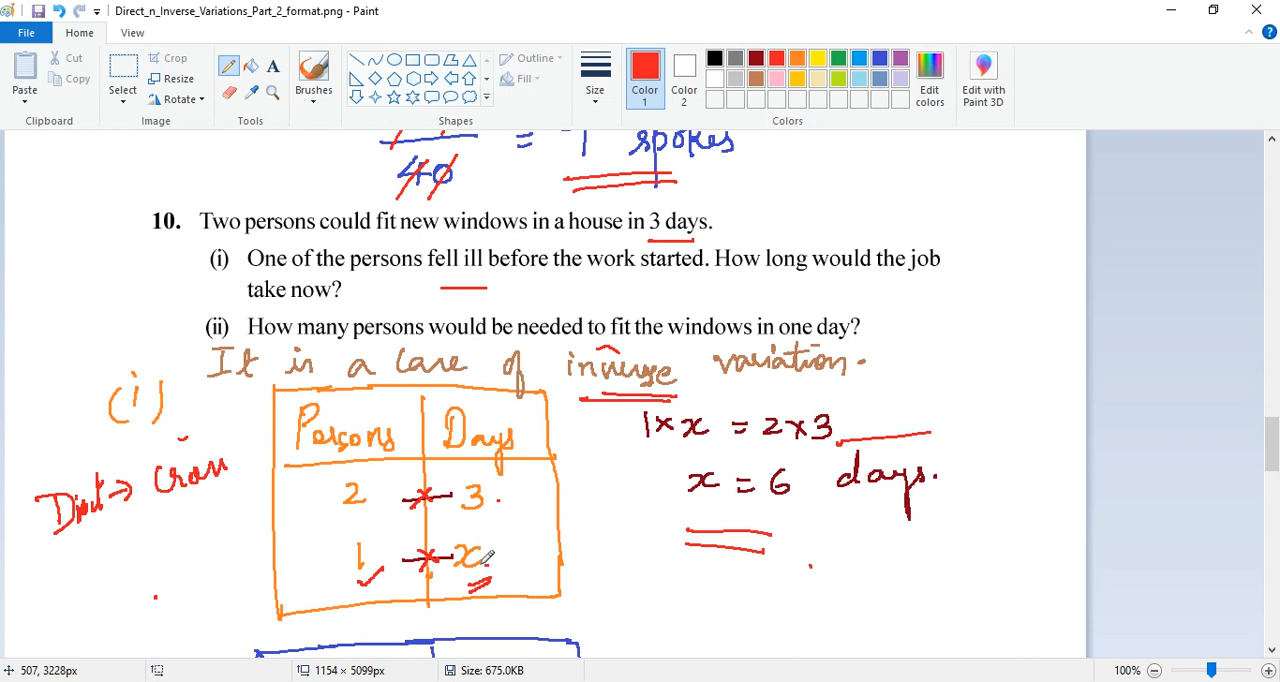 Direct_n_Inverse_Variations_Part_2_format.png - Paint
File Home View
Paste
Cut
Copy
Clipboard
Select
Crop
Resize
Rotate
Image
A
Tools
Brushes
Shapes
Outline
Fill
Size
Color 1
Color 2
Colors
Edit colors
Edit with Paint 3D
40 = spokes
10. Two persons could fit new windows in a house in 3 days.
(i) One of the persons fell ill before the work started. How long would the job
take now?
(ii) How many persons would be needed to fit the windows in one day?
It is a case of inverse variation.
(i)
Persons Days
2 × 3
1 × x
Direct → Cross
1 × x = 2 × 3
x = 6 days.
507, 3228px
1154 × 5099px
Size: 675.0KB
100%